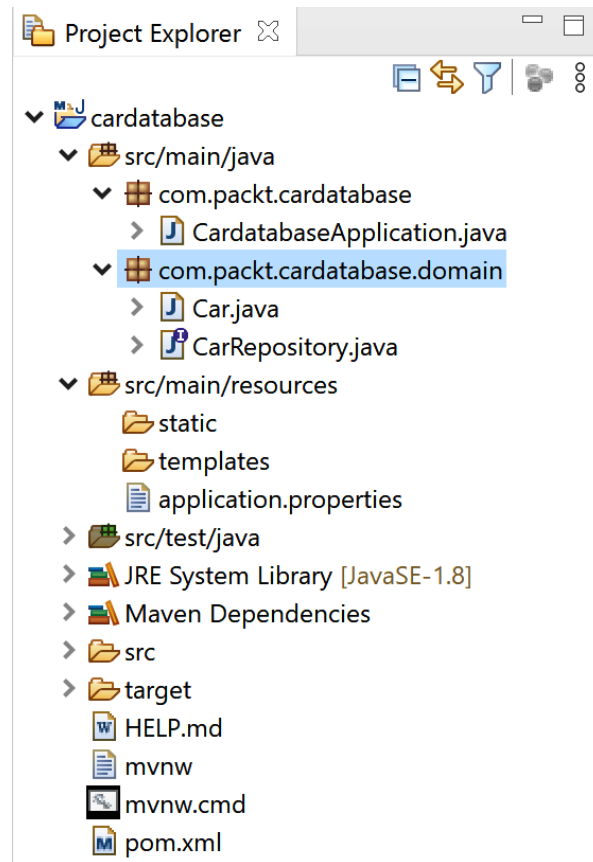 Project Explorer
cardatabase
src/main/java
com.packt.cardatabase
CardatabaseApplication.java
com.packt.cardatabase.domain
Car.java
CarRepository.java
src/main/resources
static
templates
application.properties
src/test/java
JRE System Library [JavaSE-1.8]
Maven Dependencies
src
target
HELP.md
mvnw
mvnw.cmd
pom.xml